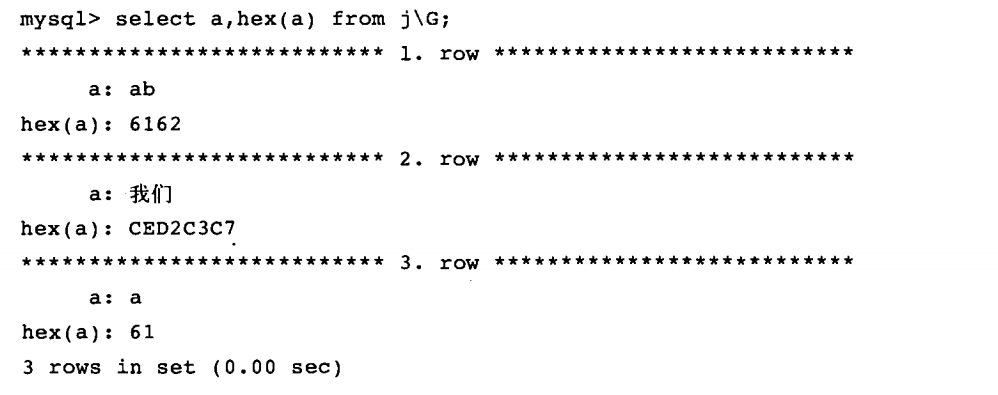 mysql> select a,hex(a) from j\G;
*************************** 1. row ***************************
a: ab
hex(a): 6162
*************************** 2. row ***************************
a: 我们
hex(a): CED2C3C7
*************************** 3. row ***************************
a: a
hex(a): 61
3 rows in set (0.00 sec)